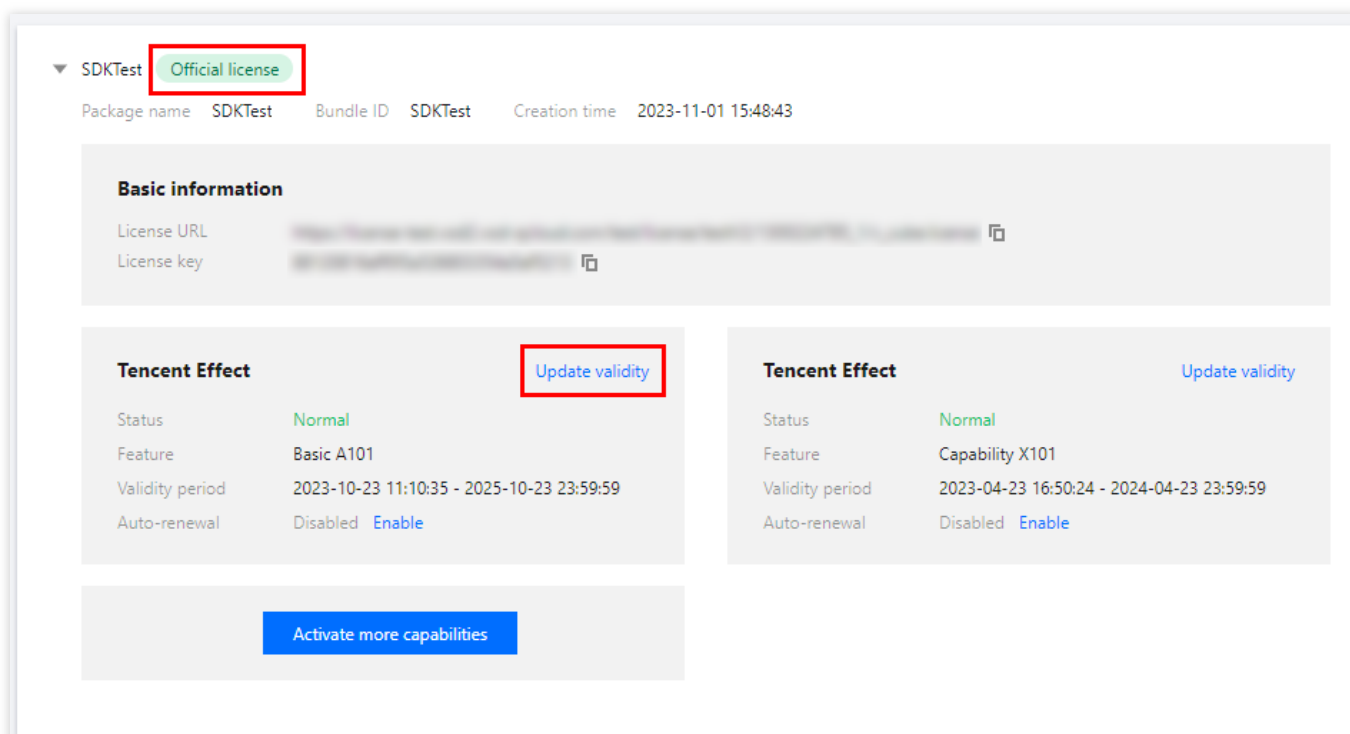 SDKTest Official license
Package name SDKTest Bundle ID SDKTest Creation time 2023-11-01 15:48:43
Basic information
License URL
License key
Tencent Effect Update validity
Status Normal
Feature Basic A101
Validity period 2023-10-23 11:10:35 - 2025-10-23 23:59:59
Auto-renewal Disabled Enable
Tencent Effect Update validity
Status Normal
Feature Capability X101
Validity period 2023-04-23 16:50:24 - 2024-04-23 23:59:59
Auto-renewal Disabled Enable
Activate more capabilities